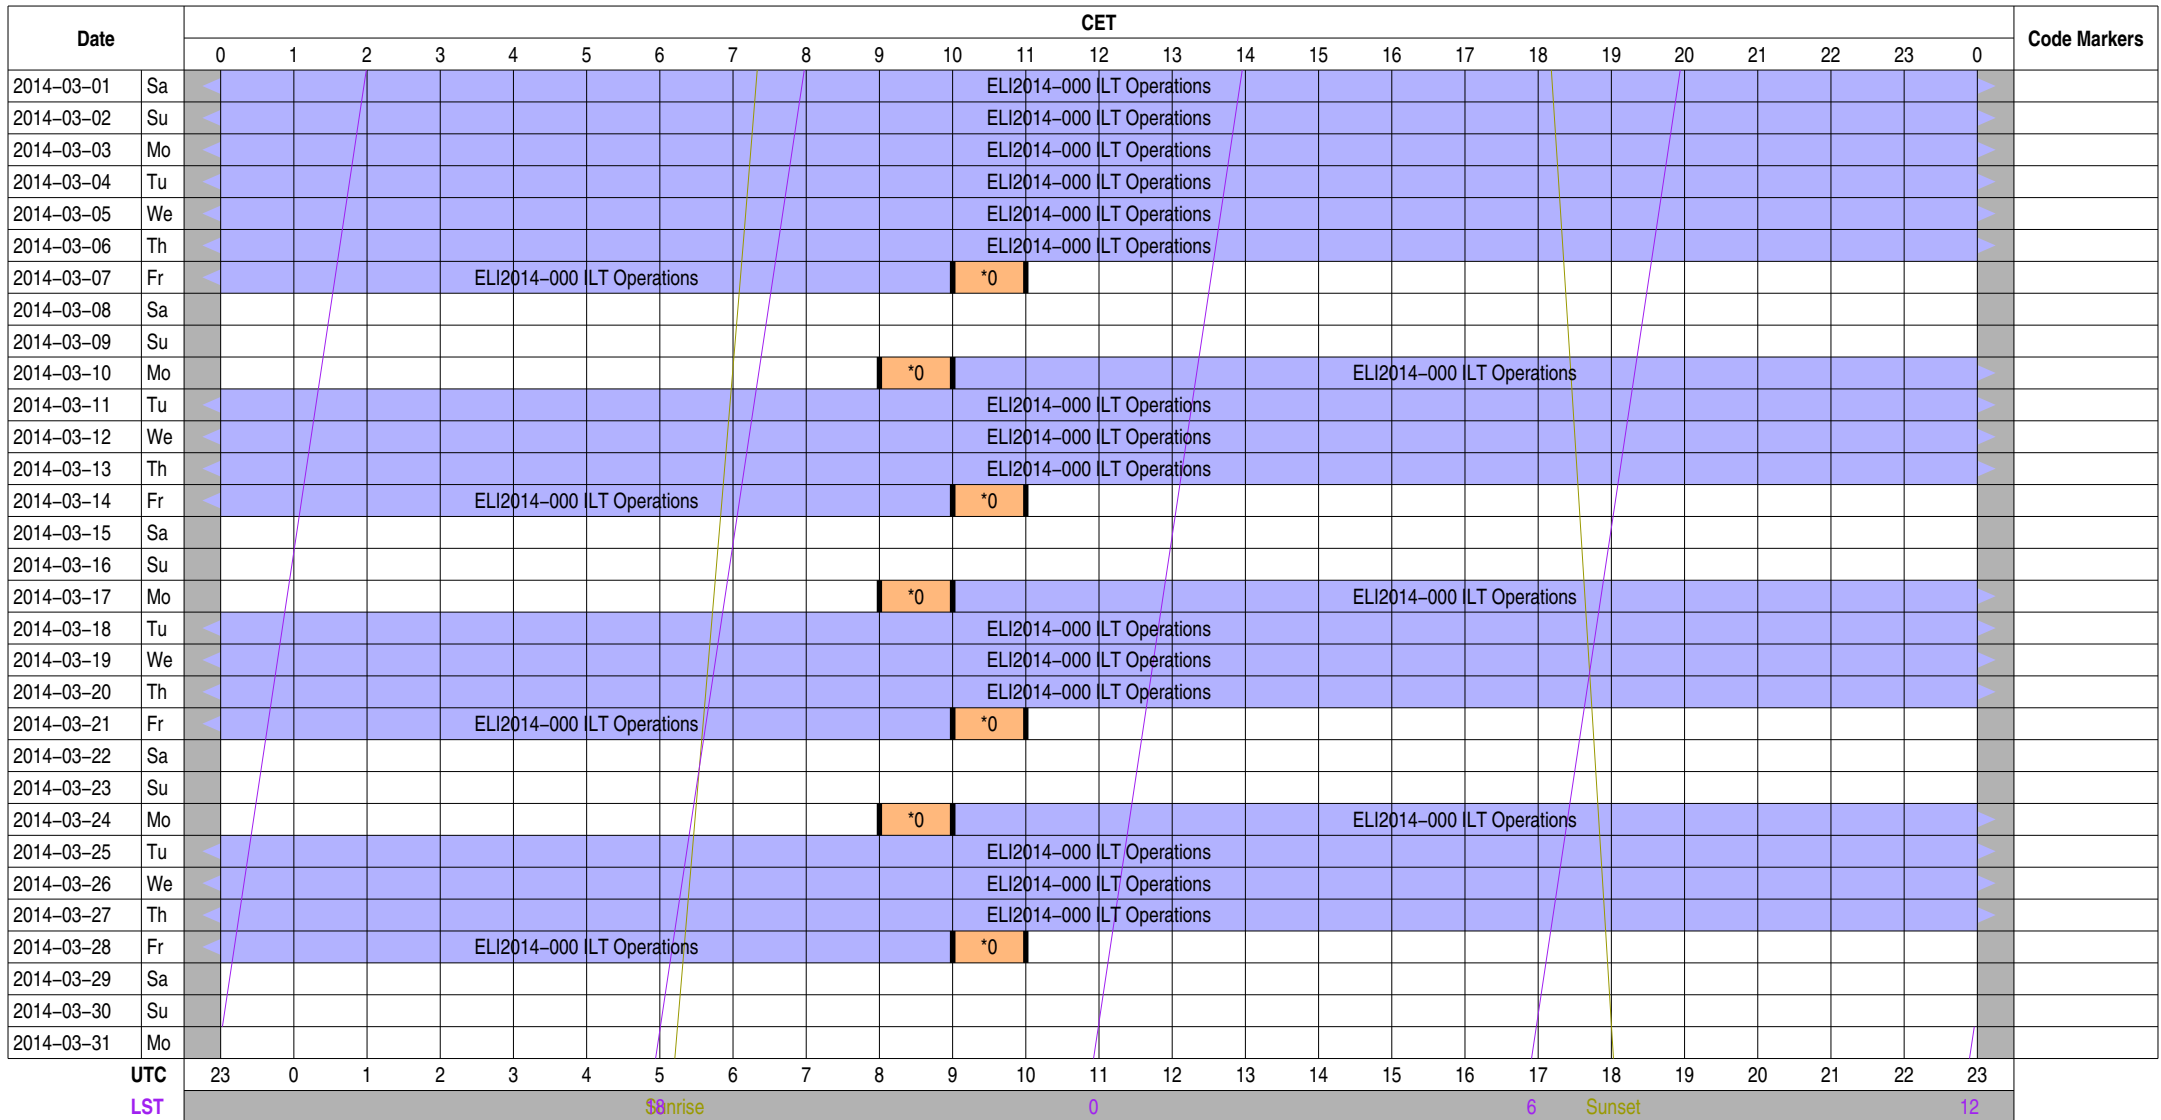 Date CET Code Markers
0 1 2 3 4 5 6 7 8 9 10 11 12 13 14 15 16 17 18 19 20 21 22 23 0
2014–03–01 Sa ELI2014–000 ILT Operations
2014–03–02 Su ELI2014–000 ILT Operations
2014–03–03 Mo ELI2014–000 ILT Operations
2014–03–04 Tu ELI2014–000 ILT Operations
2014–03–05 We ELI2014–000 ILT Operations
2014–03–06 Th ELI2014–000 ILT Operations
2014–03–07 Fr ELI2014–000 ILT Operations *0
2014–03–08 Sa
2014–03–09 Su
2014–03–10 Mo *0 ELI2014–000 ILT Operations
2014–03–11 Tu ELI2014–000 ILT Operations
2014–03–12 We ELI2014–000 ILT Operations
2014–03–13 Th ELI2014–000 ILT Operations
2014–03–14 Fr ELI2014–000 ILT Operations *0
2014–03–15 Sa
2014–03–16 Su
2014–03–17 Mo *0 ELI2014–000 ILT Operations
2014–03–18 Tu ELI2014–000 ILT Operations
2014–03–19 We ELI2014–000 ILT Operations
2014–03–20 Th ELI2014–000 ILT Operations
2014–03–21 Fr ELI2014–000 ILT Operations *0
2014–03–22 Sa
2014–03–23 Su
2014–03–24 Mo *0 ELI2014–000 ILT Operations
2014–03–25 Tu ELI2014–000 ILT Operations
2014–03–26 We ELI2014–000 ILT Operations
2014–03–27 Th ELI2014–000 ILT Operations
2014–03–28 Fr ELI2014–000 ILT Operations *0
2014–03–29 Sa
2014–03–30 Su
2014–03–31 Mo
UTC 23 0 1 2 3 4 5 6 7 8 9 10 11 12 13 14 15 16 17 18 19 20 21 22 23
LST 18 Sunrise 0 6 Sunset 12